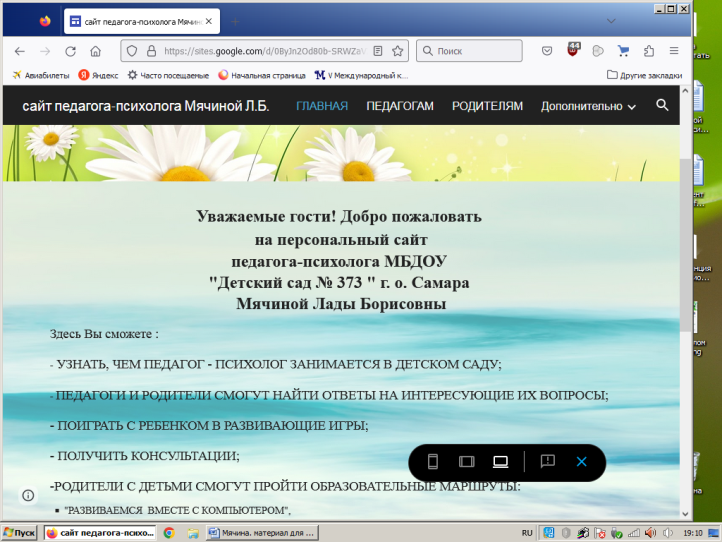 сайт педагога-психолога Мячино
https://sites.google.com/d/0ByJn2Od80b-SRWZa
Поиск
44
Авиабилеты
Яндекс
Часто посещаемые
Начальная страница
V Международный к...
Другие закладки
сайт педагога-психолога Мячиной Л.Б.
ГЛАВНАЯ
ПЕДАГОГАМ
РОДИТЕЛЯМ
Дополнительно
Уважаемые гости! Добро пожаловать
на персональный сайт
педагога-психолога МБДОУ
"Детский сад № 373 " г. о. Самара
Мячиной Лады Борисовны
Здесь Вы сможете :
- УЗНАТЬ, ЧЕМ ПЕДАГОГ - ПСИХОЛОГ ЗАНИМАЕТСЯ В ДЕТСКОМ САДУ;
- ПЕДАГОГИ И РОДИТЕЛИ СМОГУТ НАЙТИ ОТВЕТЫ НА ИНТЕРЕСУЮЩИЕ ИХ ВОПРОСЫ;
- ПОИГРАТЬ С РЕБЕНКОМ В РАЗВИВАЮЩИЕ ИГРЫ;
- ПОЛУЧИТЬ КОНСУЛЬТАЦИИ;
-РОДИТЕЛИ С ДЕТЬМИ СМОГУТ ПРОЙТИ ОБРАЗОВАТЕЛЬНЫЕ МАРШРУТЫ:
▪ "РАЗВИВАЕМСЯ ВМЕСТЕ С КОМПЬЮТЕРОМ",
Пуск
сайт педагога-психо...
Мячина. материал для ...
RU
19:10